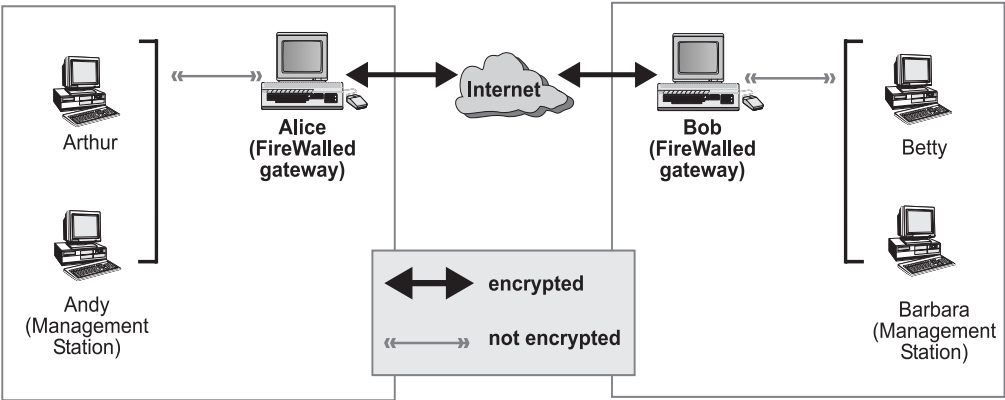 Arthur
Alice
(FireWalled
gateway)
Internet
Bob
(FireWalled
gateway)
Betty
Andy
(Management
Station)
encrypted
not encrypted
Barbara
(Management
Station)